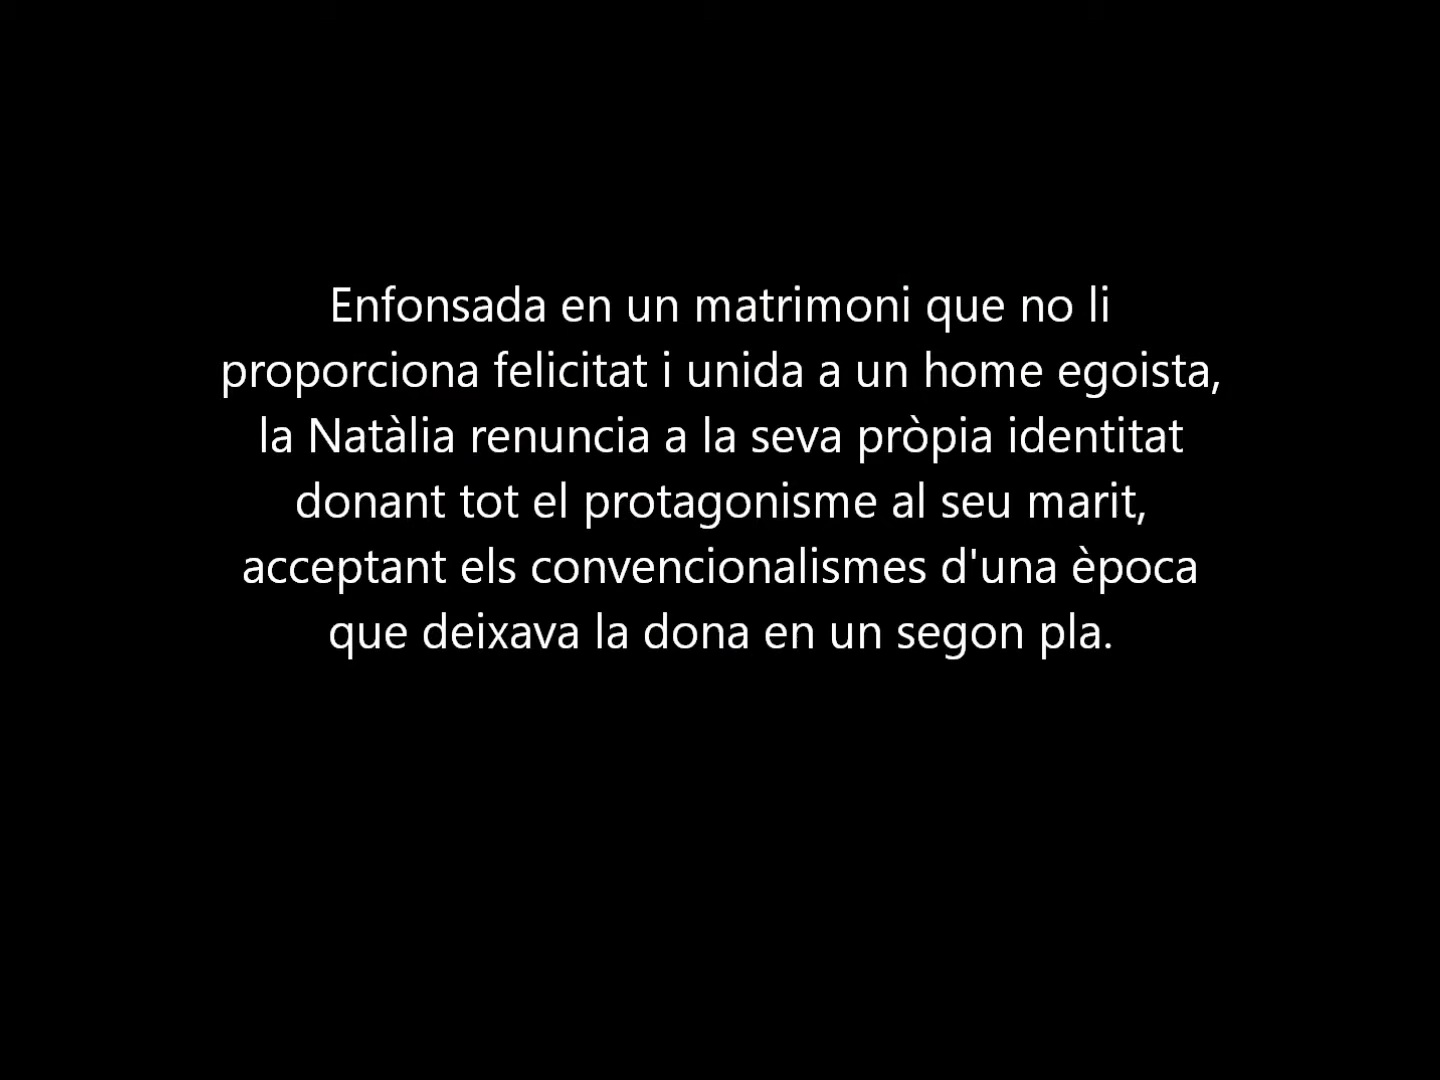 Enfonsada en un matrimoni que no li
proporciona felicitat i unida a un home egoista,
la Natàlia renuncia a la seva pròpia identitat
donant tot el protagonisme al seu marit,
acceptant els convencionalismes d'una època
que deixava la dona en un segon pla.